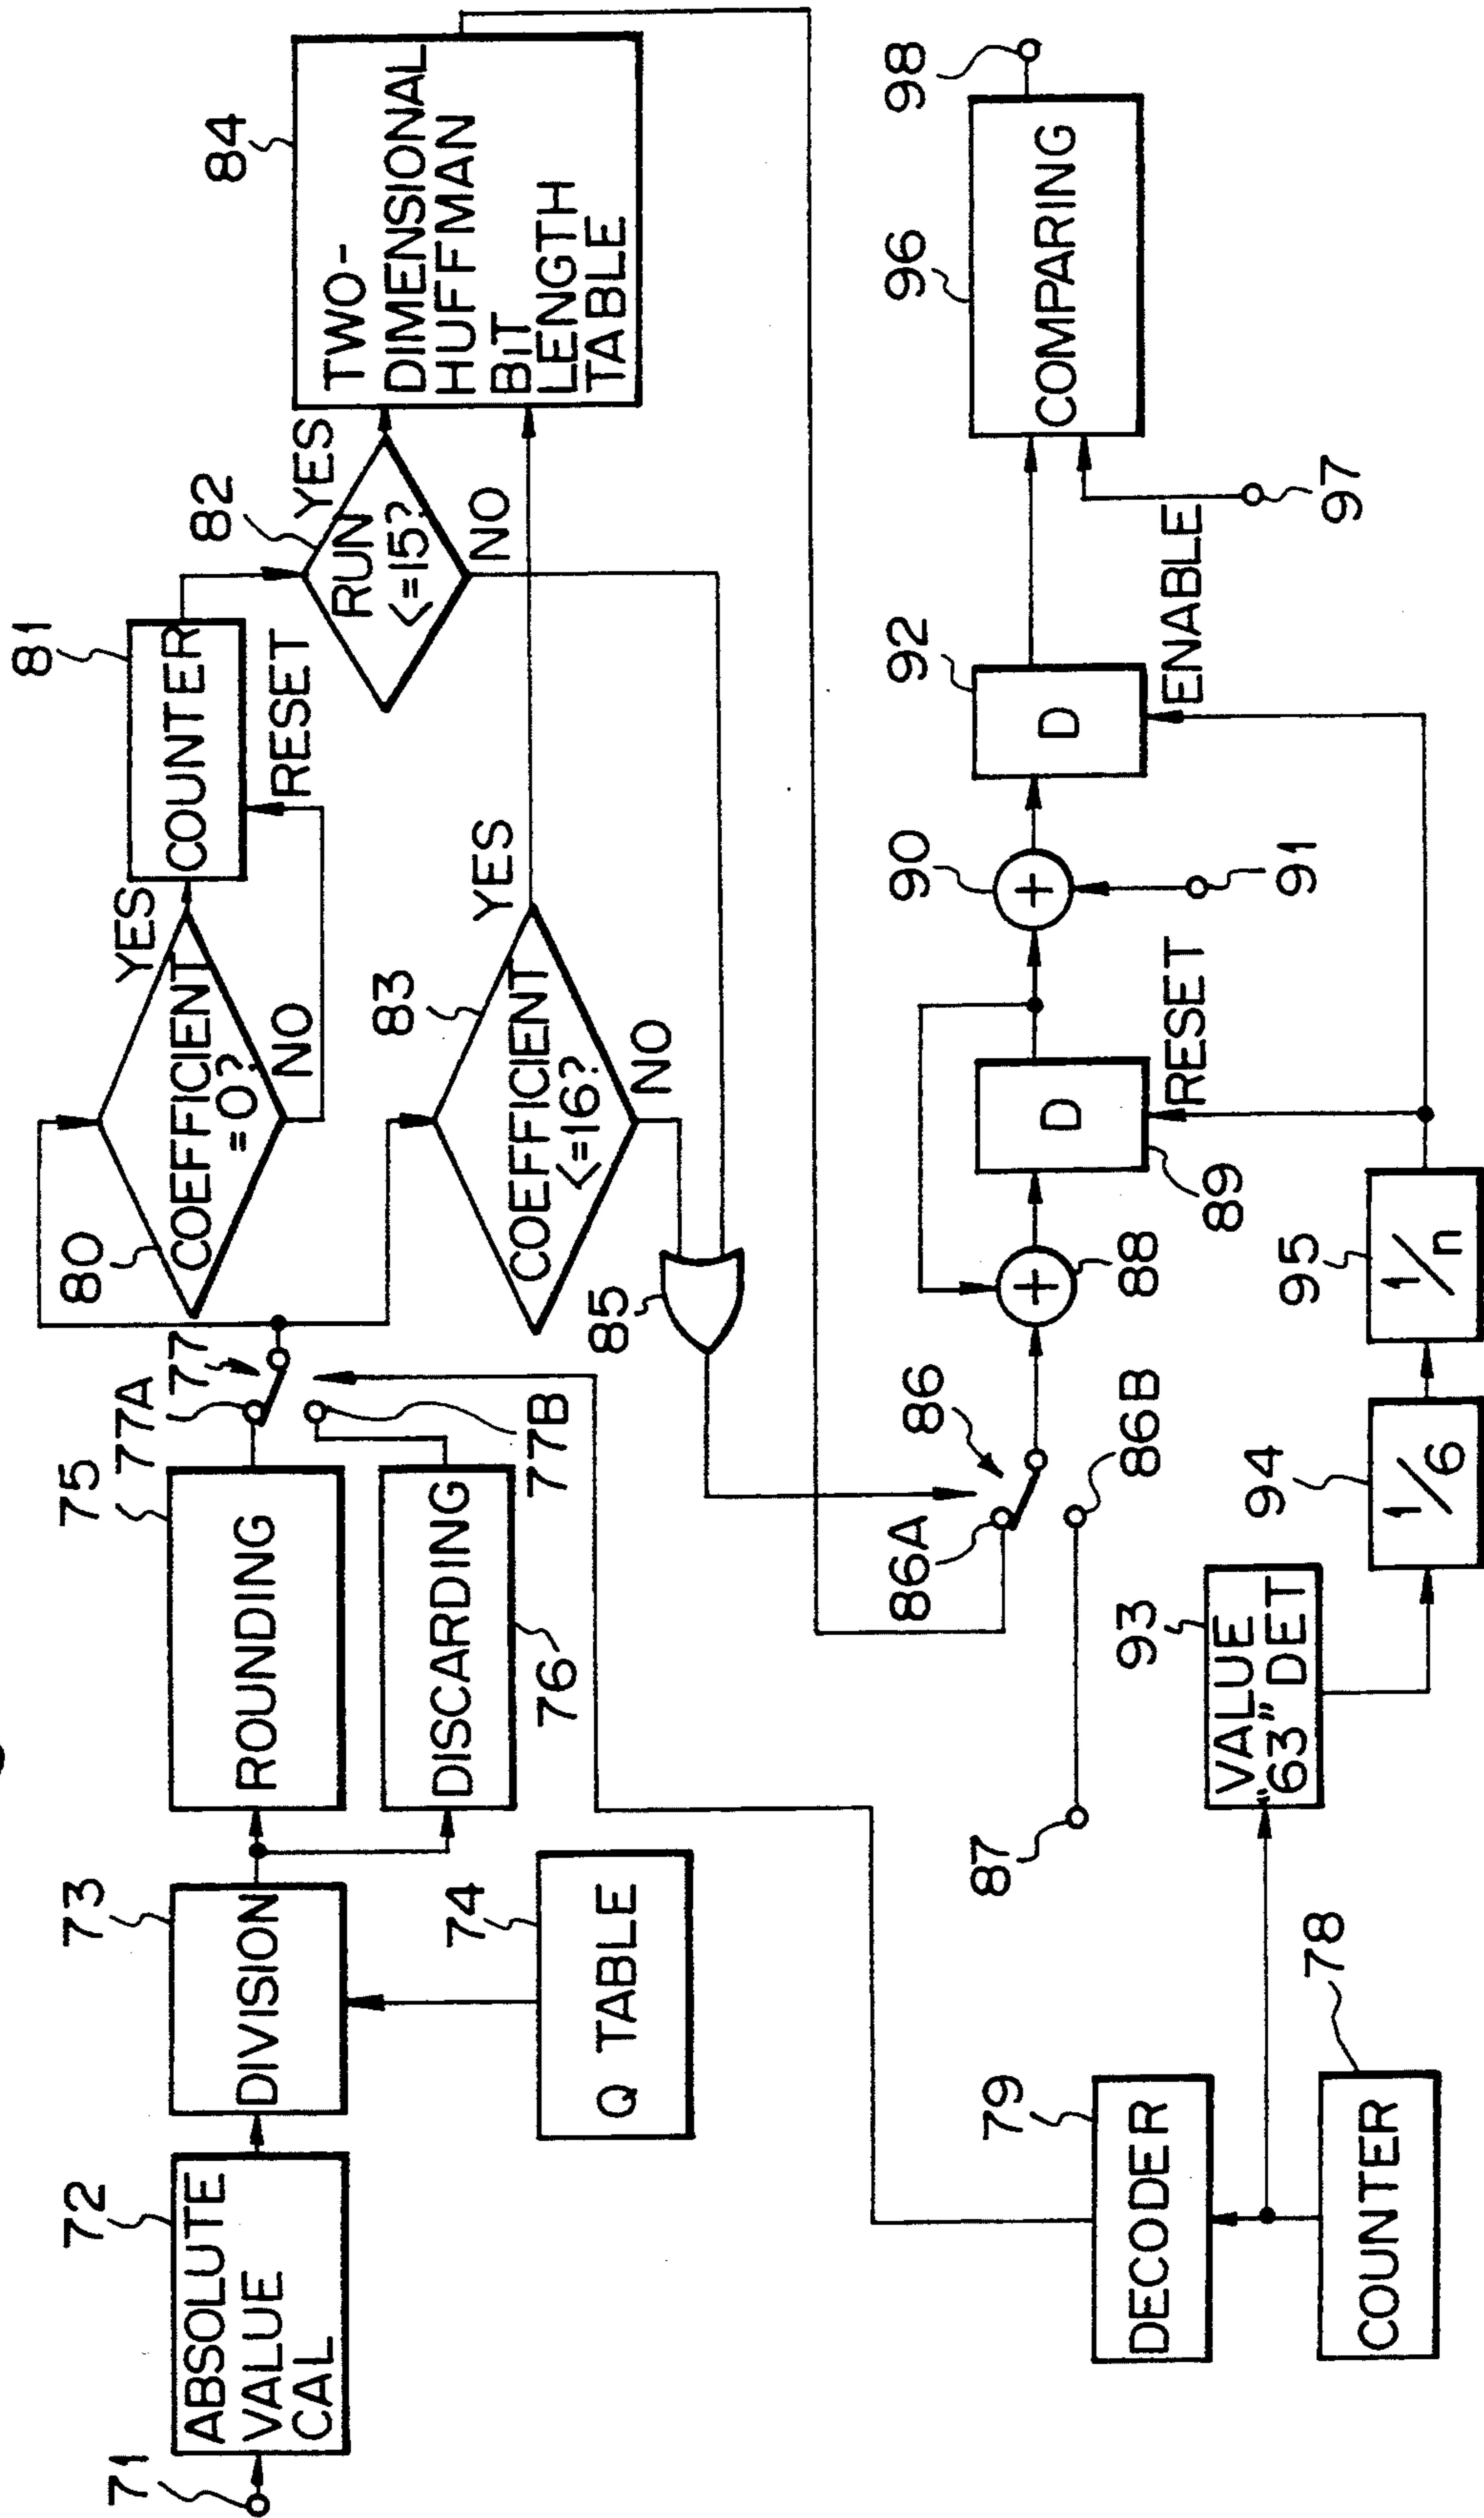 71
72
ABSOLUTE
VALUE
CAL
73
DIVISION
74
Q TABLE
75
ROUNDING
DISCARDING
76
77A
77
77B
80
COEFFICIENT
=0?
YES
NO
81
COUNTER
RESET
82
RUN
<=15?
YES
NO
83
COEFFICIENT
<=16?
YES
NO
84
TWO-
DIMENSIONAL
HUFFMAN
BIT
LENGTH
TABLE
85
86
86A
86B
87
88
D
89
RESET
90
91
92
D
ENABLE
96
COMPARING
97
98
79
DECODER
78
COUNTER
93
VALUE
"63" DET
94
1/6
95
1/n